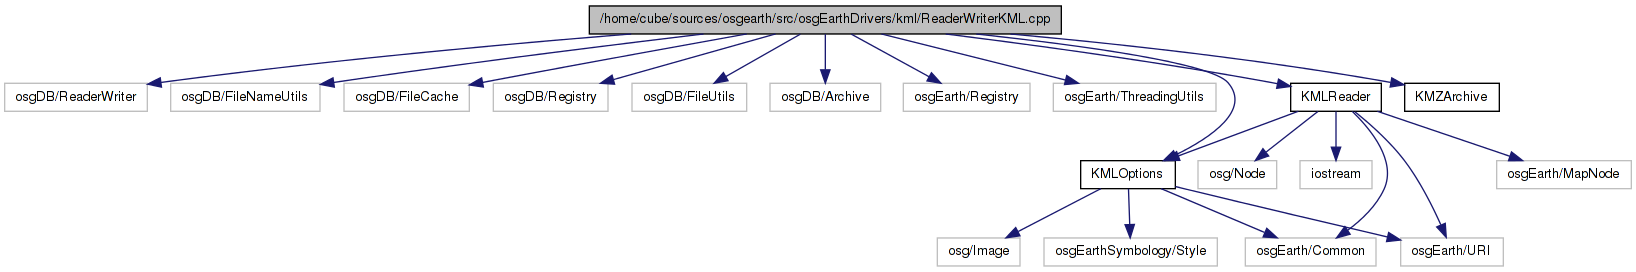 /home/cube/sources/osgearth/src/osgEarthDrivers/kml/ReaderWriterKML.cpp
osgDB/ReaderWriter
osgDB/FileNameUtils
osgDB/FileCache
osgDB/Registry
osgDB/FileUtils
osgDB/Archive
osgEarth/Registry
osgEarth/ThreadingUtils
KMLReader
KMZArchive
KMLOptions
osg/Node
iostream
osgEarth/MapNode
osg/Image
osgEarthSymbology/Style
osgEarth/Common
osgEarth/URI